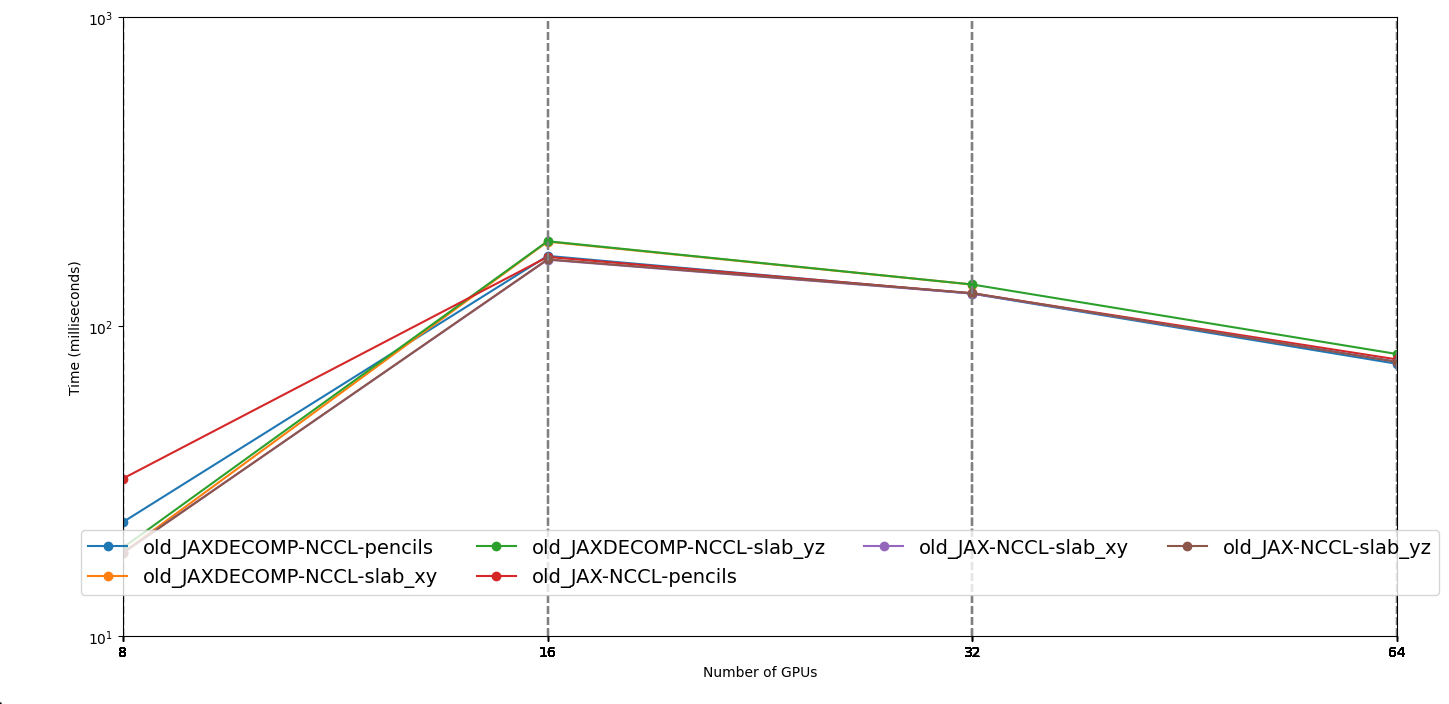 10³
10²
10¹
Time (milliseconds)
old_JAXDECOMP-NCCL-pencils
old_JAXDECOMP-NCCL-slab_xy
old_JAXDECOMP-NCCL-slab_yz
old_JAX-NCCL-pencils
old_JAX-NCCL-slab_xy
old_JAX-NCCL-slab_yz
8 16 32 64
Number of GPUs